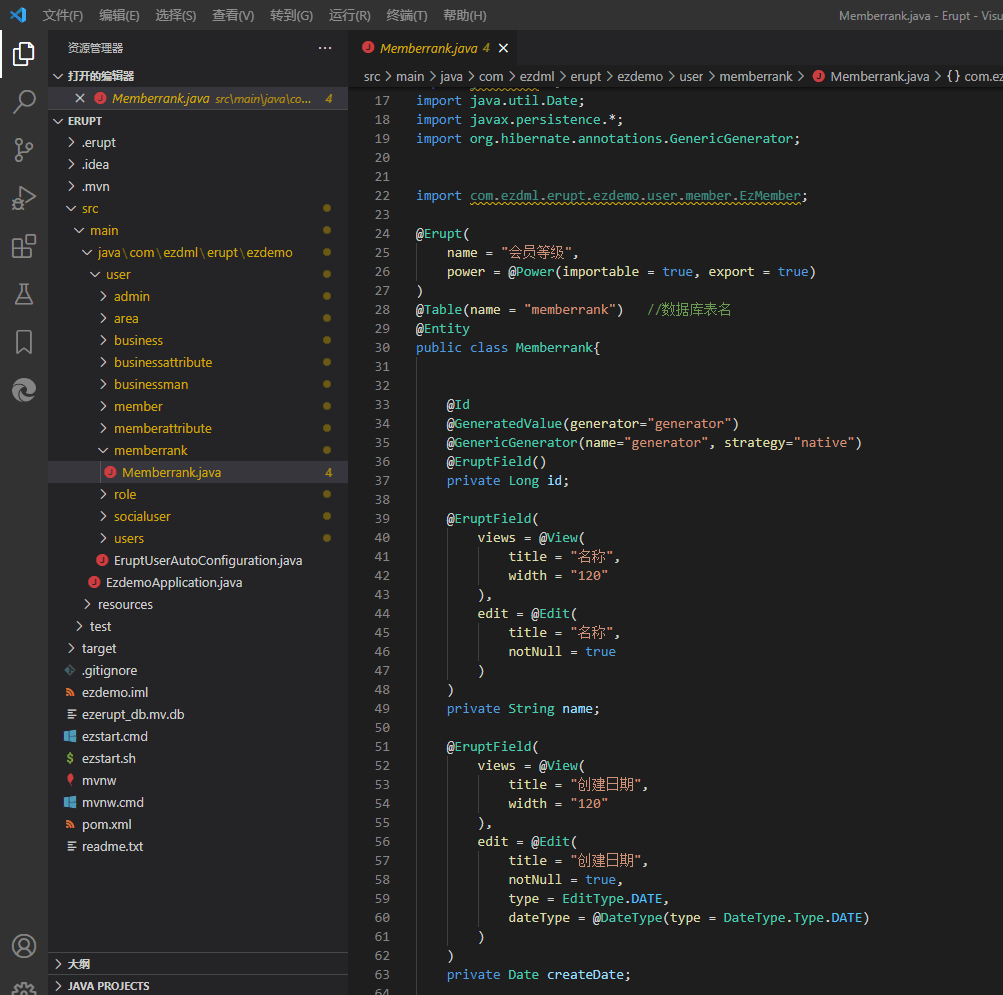 文件(F) 编辑(E) 选择(S) 查看(V) 转到(G) 运行(R) 终端(T) 帮助(H) Memberrank.java - Erupt - Visu
资源管理器 ···
打开的编辑器
Memberrank.java src\main\java\co... 4
ERUPT
.erupt
.idea
.mvn
src
main
java\com\ezdml\erupt\ezdemo
user
admin
area
business
businessattribute
businessman
member
memberattribute
memberrank
Memberrank.java 4
role
socialuser
users
EruptUserAutoConfiguration.java
EzdemoApplication.java
resources
test
target
.gitignore
ezdemo.iml
ezerupt_db.mv.db
ezstart.cmd
ezstart.sh
mvnw
mvnw.cmd
pom.xml
readme.txt
大纲
JAVA PROJECTS
Memberrank.java 4
src > main > java > com > ezdml > erupt > ezdemo > user > memberrank > Memberrank.java > {} com.ez
17 import java.util.Date;
18 import javax.persistence.*;
19 import org.hibernate.annotations.GenericGenerator;
20
21
22 import com.ezdml.erupt.ezdemo.user.member.EzMember;
23
24 @Erupt(
25 name = "会员等级",
26 power = @Power(importable = true, export = true)
27 )
28 @Table(name = "memberrank") //数据库表名
29 @Entity
30 public class Memberrank{
31
32
33 @Id
34 @GeneratedValue(generator="generator")
35 @GenericGenerator(name="generator", strategy="native")
36 @EruptField()
37 private Long id;
38
39 @EruptField(
40 views = @View(
41 title = "名称",
42 width = "120"
43 ),
44 edit = @Edit(
45 title = "名称",
46 notNull = true
47 )
48 )
49 private String name;
50
51 @EruptField(
52 views = @View(
53 title = "创建日期",
54 width = "120"
55 ),
56 edit = @Edit(
57 title = "创建日期",
58 notNull = true,
59 type = EditType.DATE,
60 dateType = @DateType(type = DateType.Type.DATE)
61 )
62 )
63 private Date createDate;
64